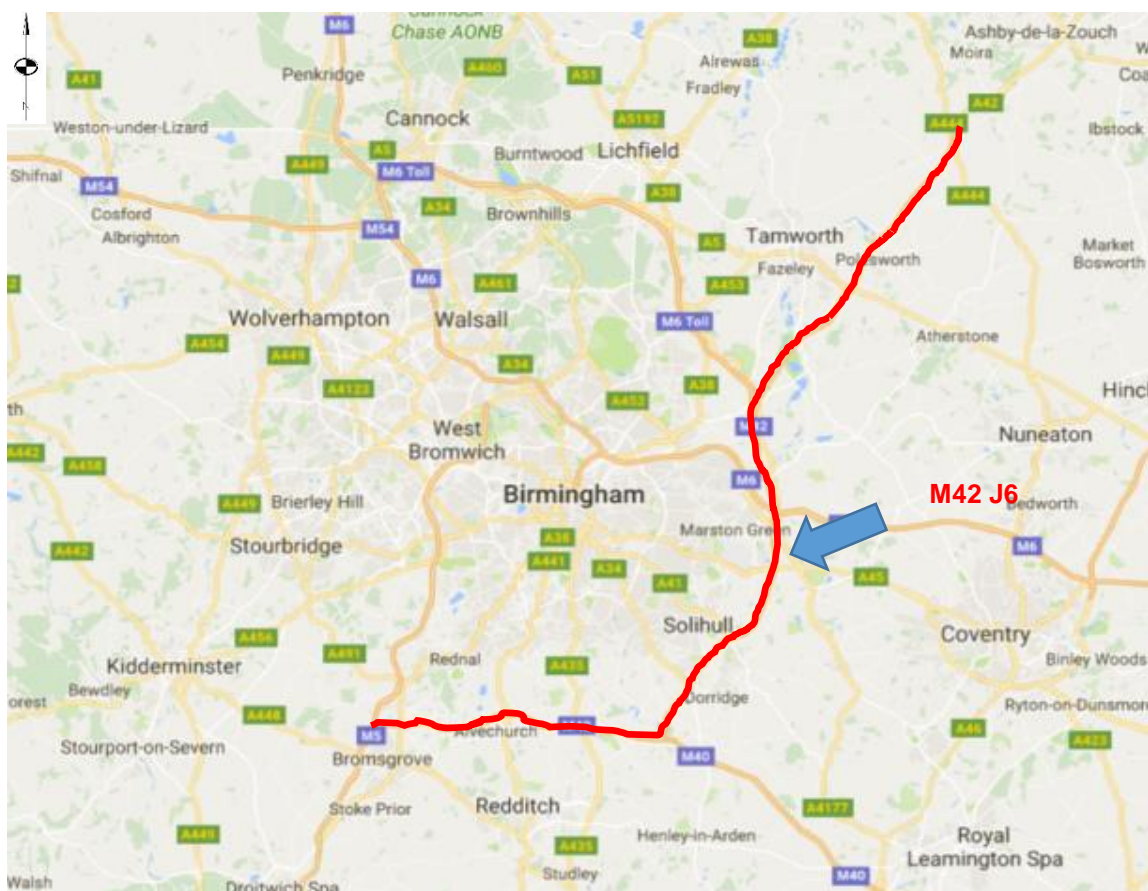 M6
Cannock
Chase AONB
A38
Ashby-de-la-Zouch
Moira
Penkridge
A460
A51
Alrewas
Fradley
A41
A42
Coa
Cannock
A5192
A444
Weston-under-Lizard
A5
Burntwood
Lichfield
Ibstock
A449
M6 Toll
Shifnal
M54
A38
A444
Cosford
A34
Brownhills
Albrighton
M54
A5
Tamworth
Polesworth
Market
Bosworth
M6
A461
A453
Fazeley
Wolverhampton
Walsall
M6 Toll
A454
A449
Atherstone
A34
A4123
A38
A452
Hinc
th
West
Bromwich
M42
Nuneaton
A442
A458
M6
Birmingham
M42 J6
Bedworth
A449
Brierley Hill
Marston Green
Stourbridge
A38
M6
A442
A441
A34
A41
A45
Solihull
Coventry
A456
A491
Rednal
A435
Binley Woods
Kidderminster
Bewdley
Dorridge
orest
Ryton-on-Dunsmore
A448
Alvechurch
M42
A46
A423
Stourport-on-Severn
M5
Bromsgrove
M40
Stoke Prior
Redditch
A4177
A449
Henley-in-Arden
Royal
Leamington Spa
A435
Studley
M40
Walsh
Droitwich Spa